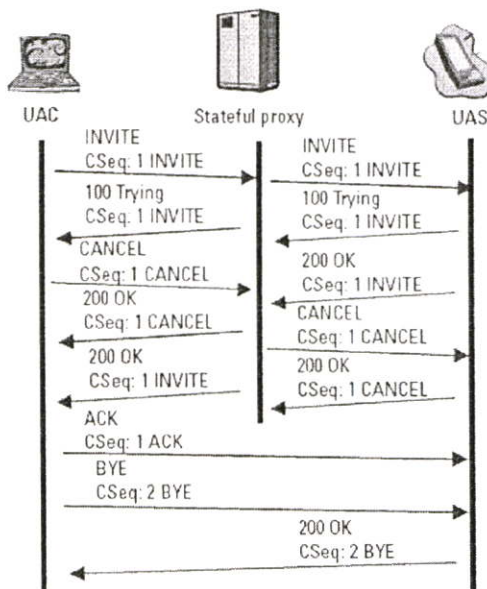 UAC
Stateful proxy
UAS
INVITE
CSeq: 1 INVITE
INVITE
CSeq: 1 INVITE
100 Trying
CSeq: 1 INVITE
100 Trying
CSeq: 1 INVITE
CANCEL
CSeq: 1 CANCEL
200 OK
CSeq: 1 INVITE
200 OK
CSeq: 1 CANCEL
CANCEL
CSeq: 1 CANCEL
200 OK
CSeq: 1 INVITE
200 OK
CSeq: 1 CANCEL
ACK
CSeq: 1 ACK
BYE
CSeq: 2 BYE
200 OK
CSeq: 2 BYE